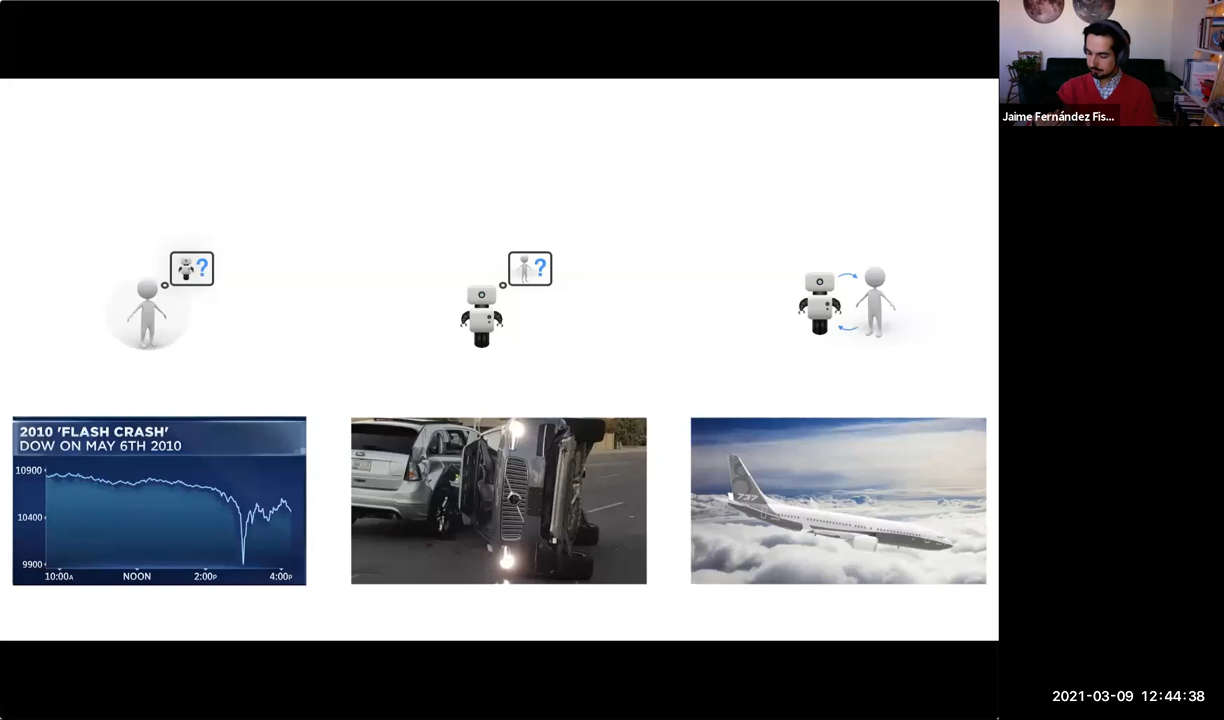 Jaime Fernández Fis...
?
?
2010 'FLASH CRASH'
DOW ON MAY 6TH 2010
10900
10400
9900
10:00A NOON 2:00P 4:00P
737
2021-03-09 12:44:38